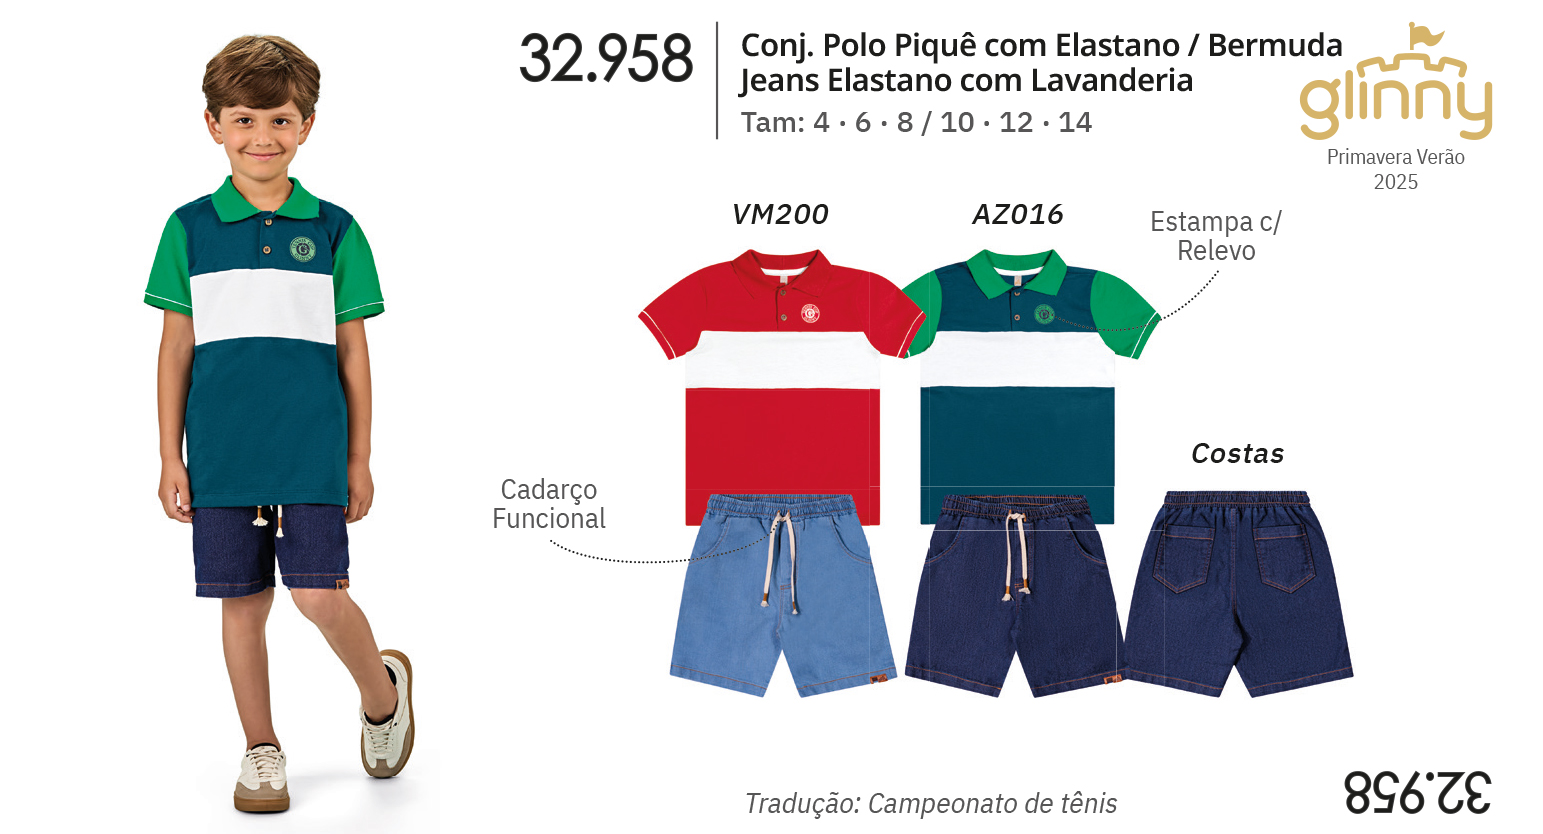 32.958
Conj. Polo Piquê com Elastano / Bermuda
Jeans Elastano com Lavanderia
Tam: 4 · 6 · 8 / 10 · 12 · 14
glinny
Primavera Verão
2025
VM200
AZ016
Estampa c/
Relevo
Costas
Cadarço
Funcional
Tradução: Campeonato de tênis
32.958